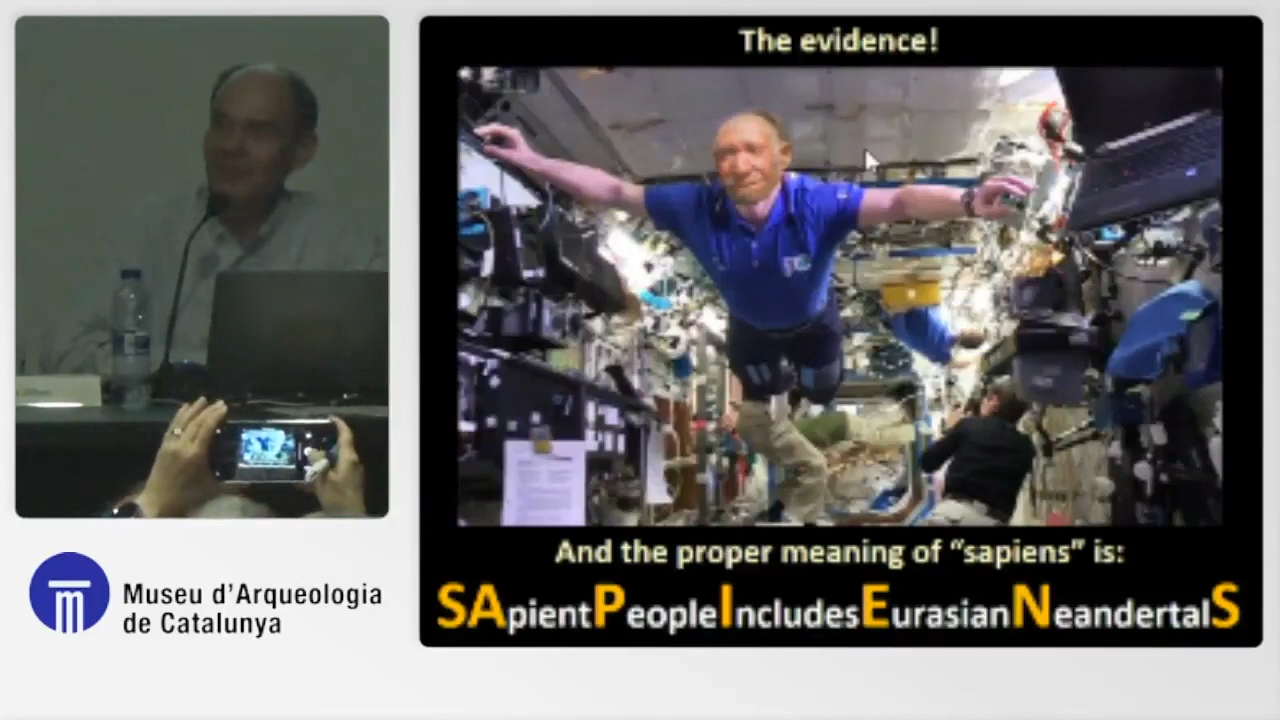 The evidence!
And the proper meaning of “sapiens” is:
SApientPeopleIncludesEurasianNeandertalS
m
Museu d’Arqueologia
de Catalunya